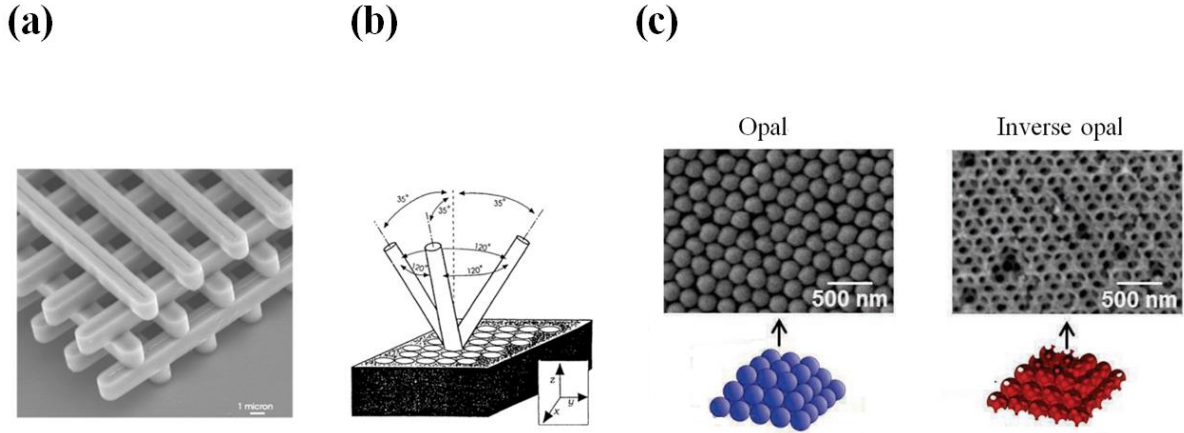 (a)
(b)
(c)
Opal
Inverse opal
35°
35°
35°
120°
120°
120°
z
y
x
1 micron
500 nm
500 nm